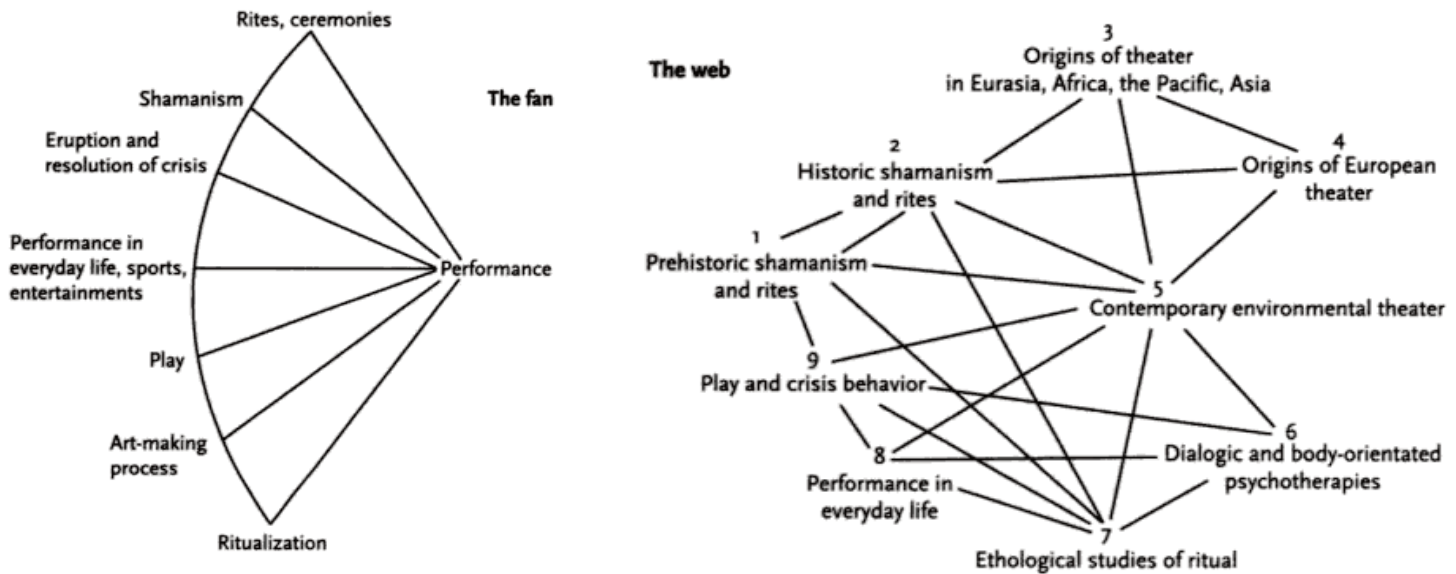 Rites, ceremonies
Shamanism
The fan
Eruption and
resolution of crisis
Performance in
everyday life, sports,
entertainments
Performance
Play
Art-making
process
Ritualization
The web
3
Origins of theater
in Eurasia, Africa, the Pacific, Asia
2
Historic shamanism
and rites
4
Origins of European
theater
1
Prehistoric shamanism
and rites
5
Contemporary environmental theater
9
Play and crisis behavior
6
Dialogic and body-orientated
psychotherapies
8
Performance in
everyday life
7
Ethological studies of ritual